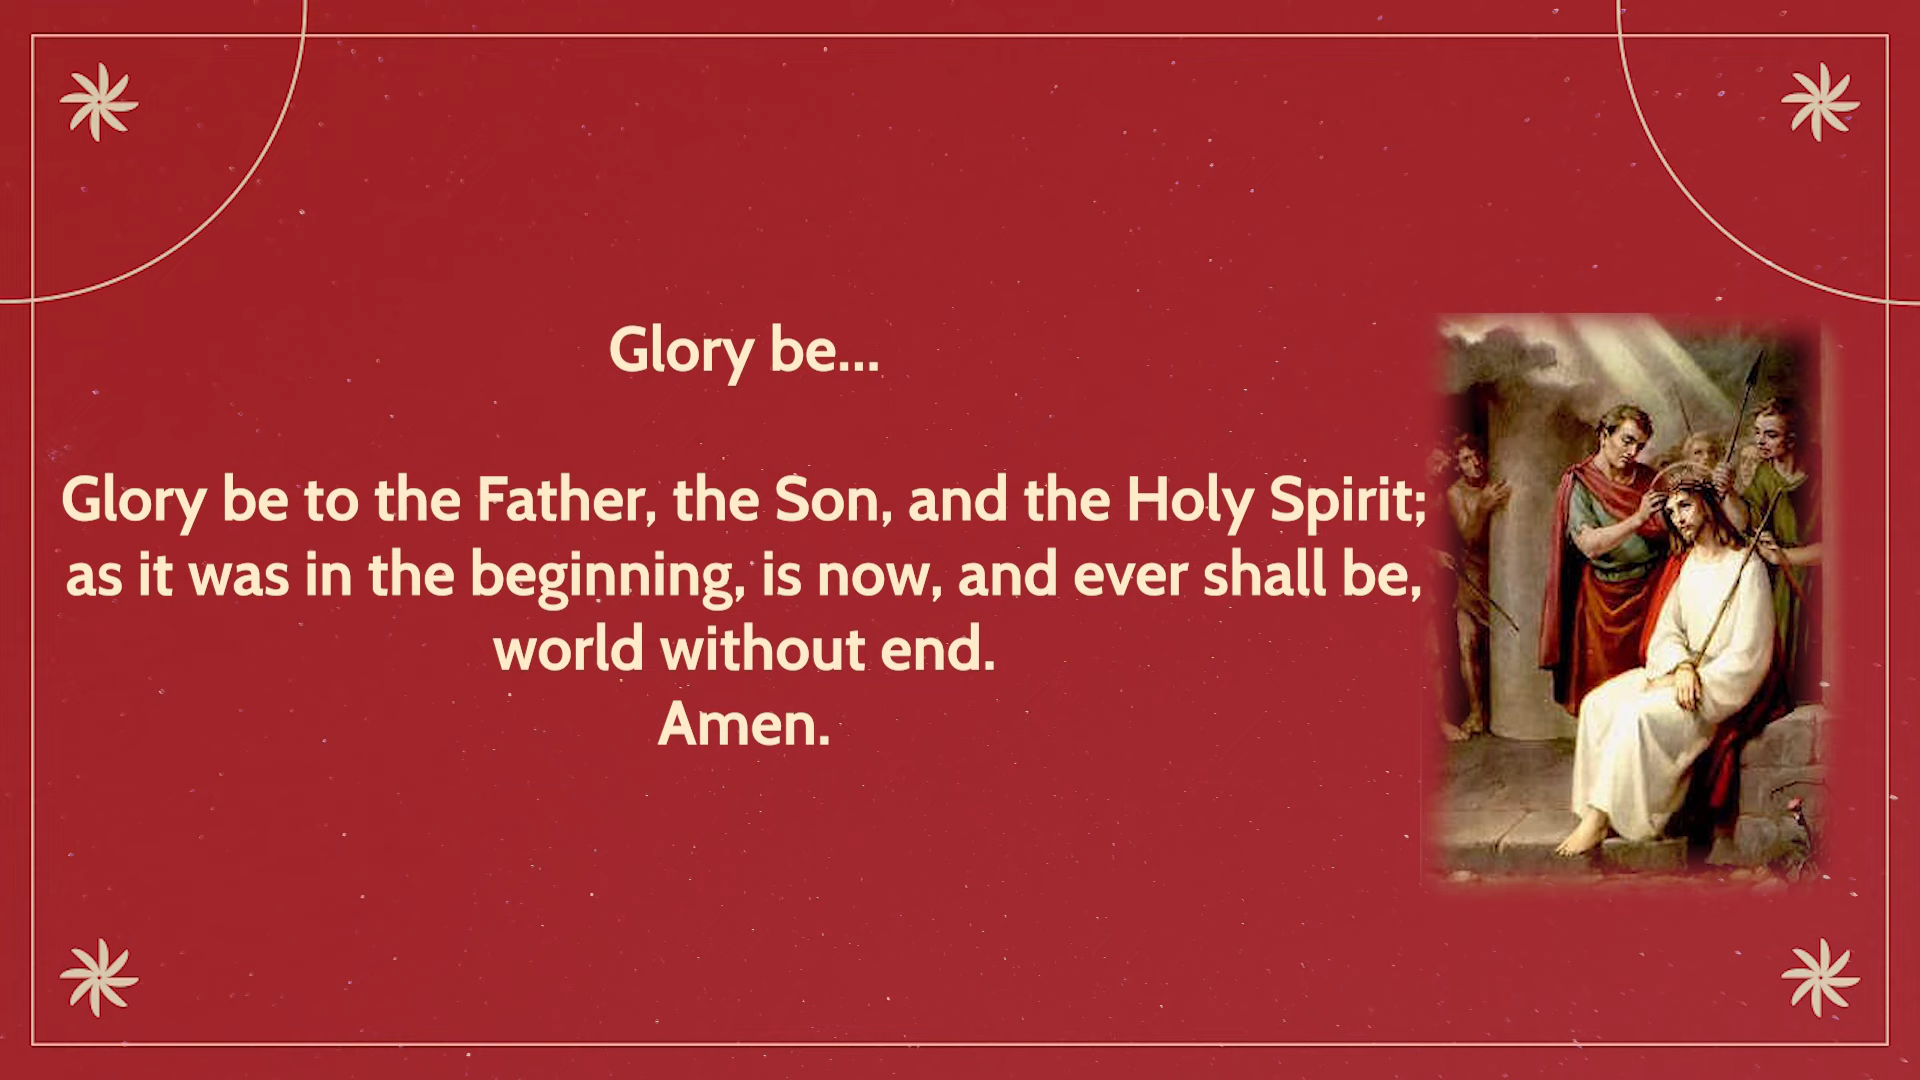 Glory be...
Glory be to the Father, the Son, and the Holy Spirit;
as it was in the beginning, is now, and ever shall be,
world without end.
Amen.